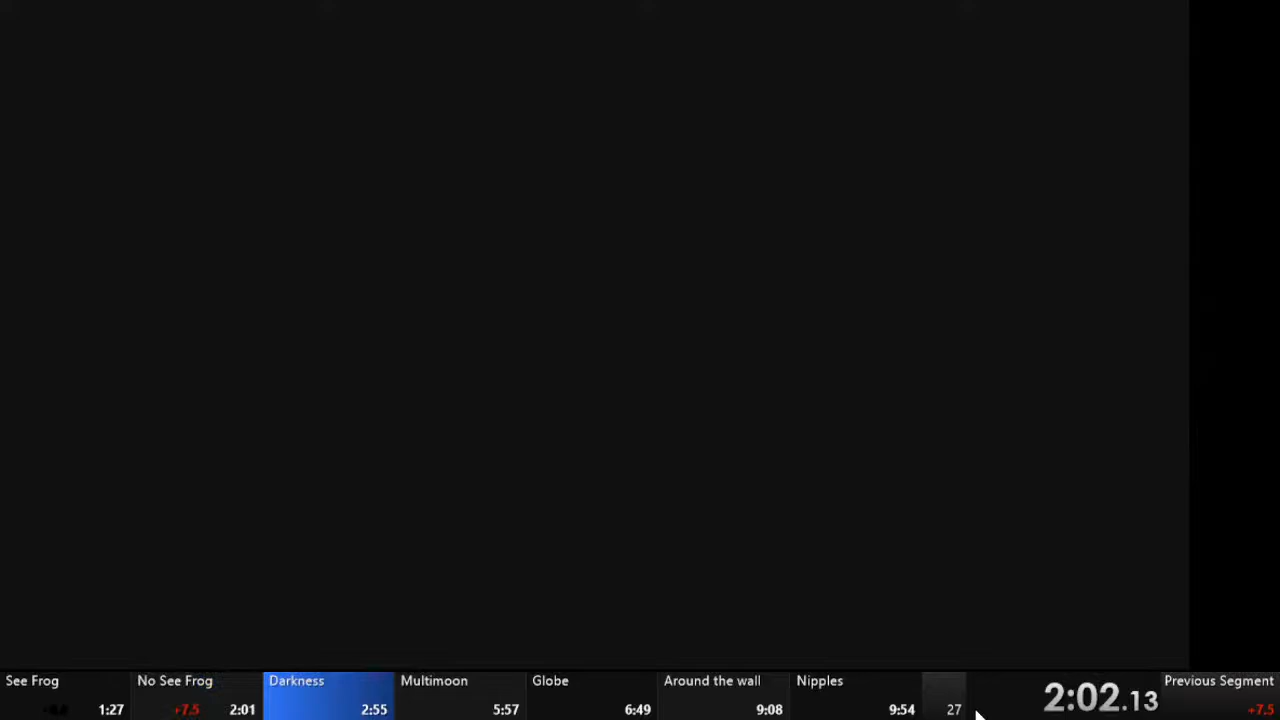 See Frog
1:27
No See Frog
+7.5 2:01
Darkness
2:55
Multimoon
5:57
Globe
6:49
Around the wall
9:08
Nipples
9:54
27
2:02.13
Previous Segment
+7.5